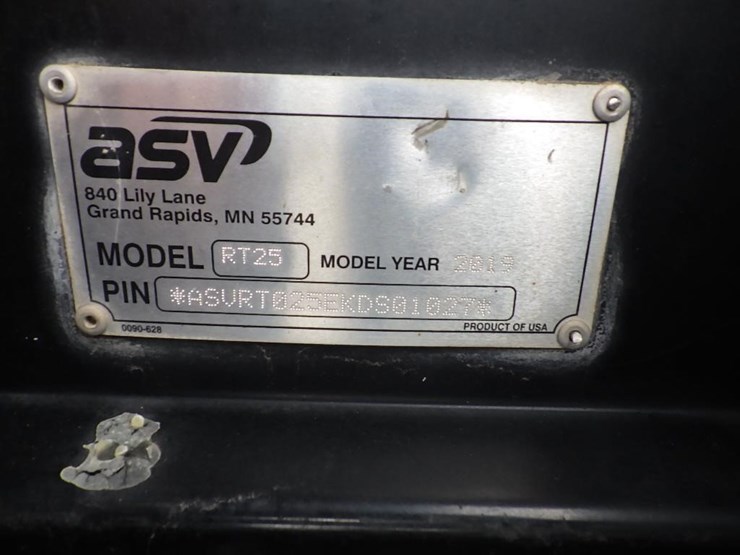 asv
840 Lily Lane
Grand Rapids, MN 55744
MODEL RT25 MODEL YEAR 2019
PIN *ASVRT025EKDS01027*
0090-628 PRODUCT OF USA